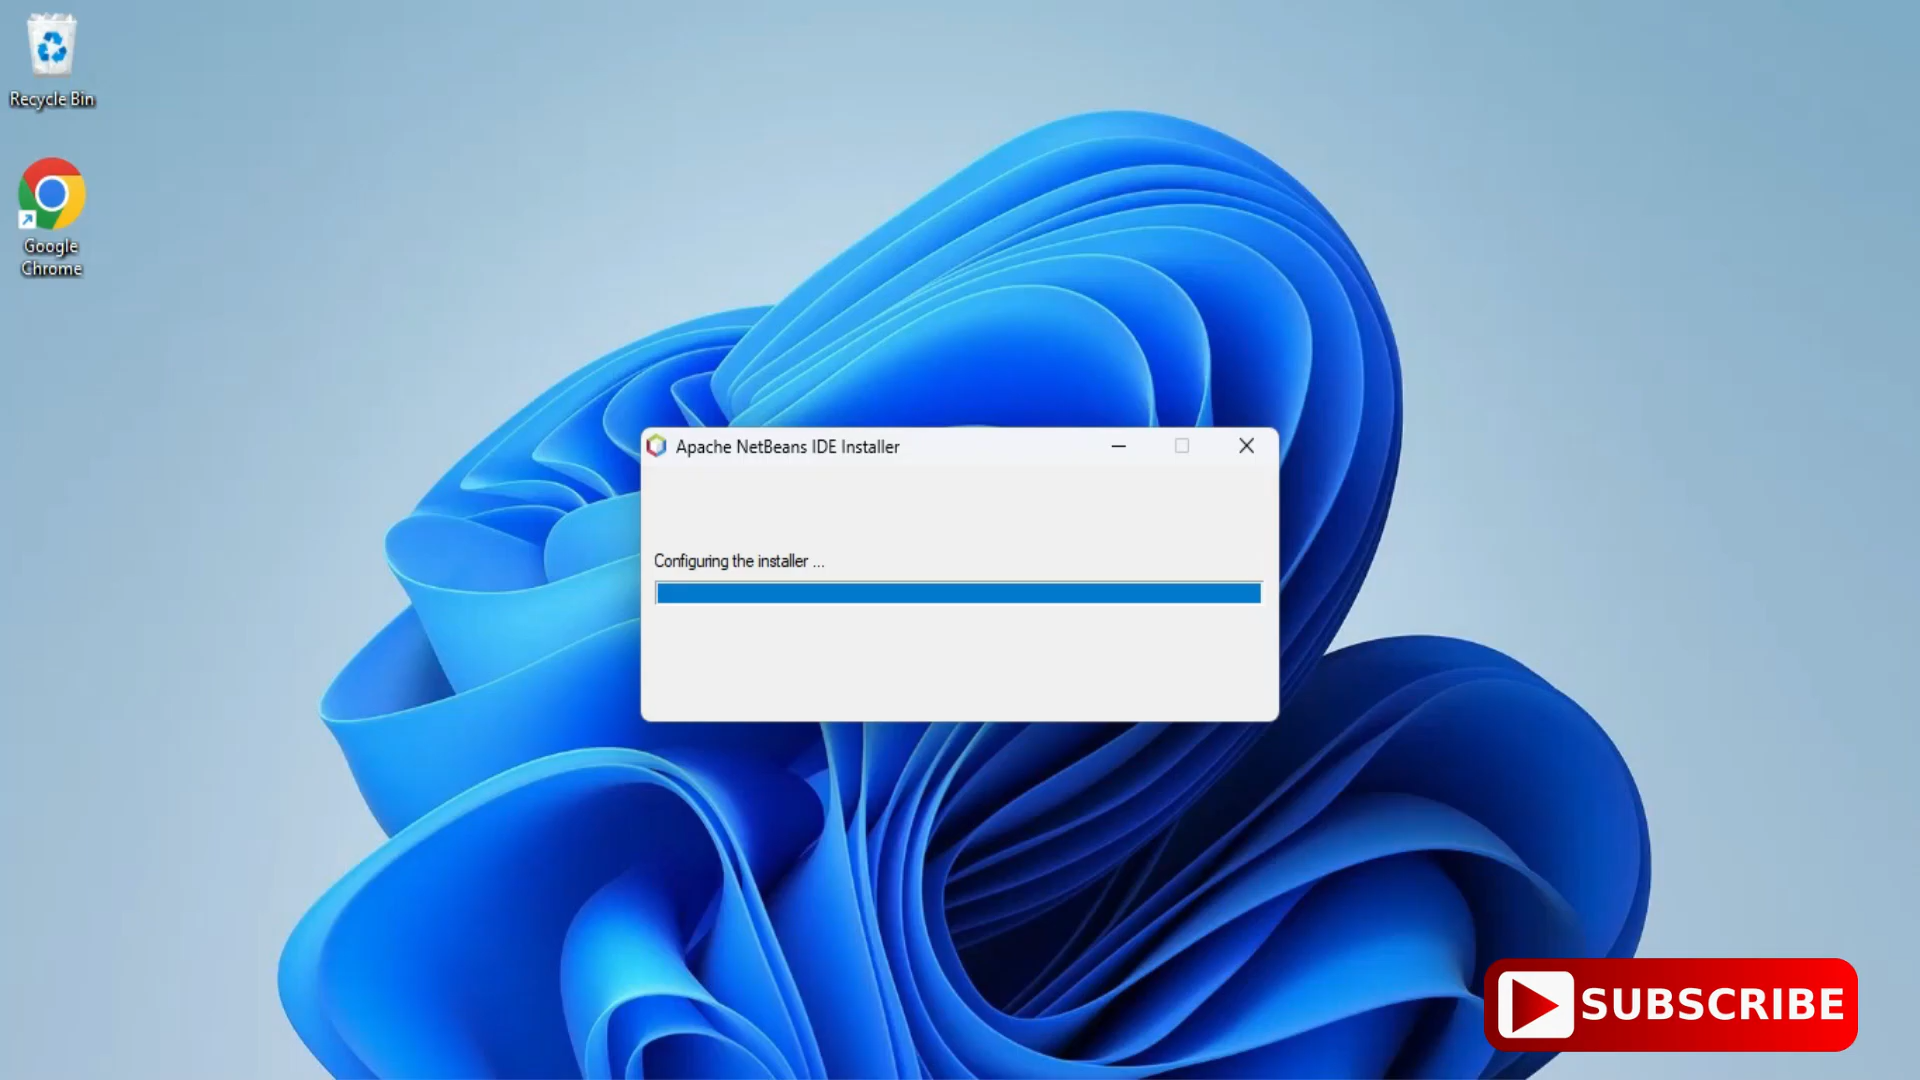 Recycle Bin
Google
Chrome
Apache NetBeans IDE Installer
Configuring the installer ...
SUBSCRIBE